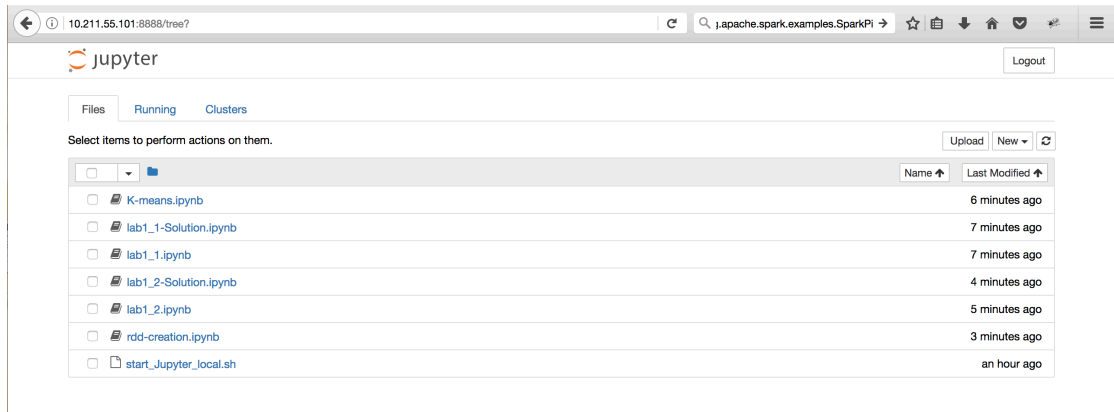 10.211.55.101:8888/tree?
g.apache.spark.examples.SparkPi
jupyter
Logout
Files Running Clusters
Select items to perform actions on them.
Upload New
Name Last Modified
K-means.ipynb 6 minutes ago
lab1_1-Solution.ipynb 7 minutes ago
lab1_1.ipynb 7 minutes ago
lab1_2-Solution.ipynb 4 minutes ago
lab1_2.ipynb 5 minutes ago
rdd-creation.ipynb 3 minutes ago
start_Jupyter_local.sh an hour ago